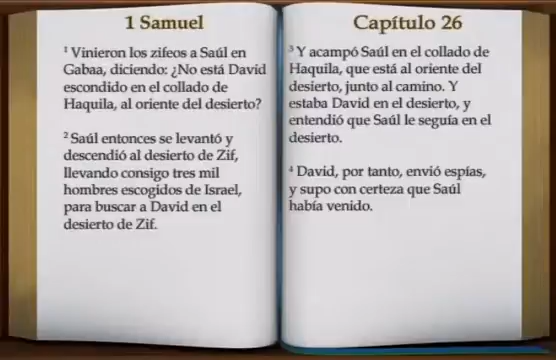 1 Samuel
¹ Vinieron los zifeos a Saúl en
Gabaa, diciendo: ¿No está David
escondido en el collado de
Haquila, al oriente del desierto?
² Saúl entonces se levantó y
descendió al desierto de Zif,
llevando consigo tres mil
hombres escogidos de Israel,
para buscar a David en el
desierto de Zif.
Capítulo 26
³ Y acampó Saúl en el collado de
Haquila, que está al oriente del
desierto, junto al camino. Y
estaba David en el desierto, y
entendió que Saúl le seguía en el
desierto.
⁴ David, por tanto, envió espías,
y supo con certeza que Saúl
había venido.